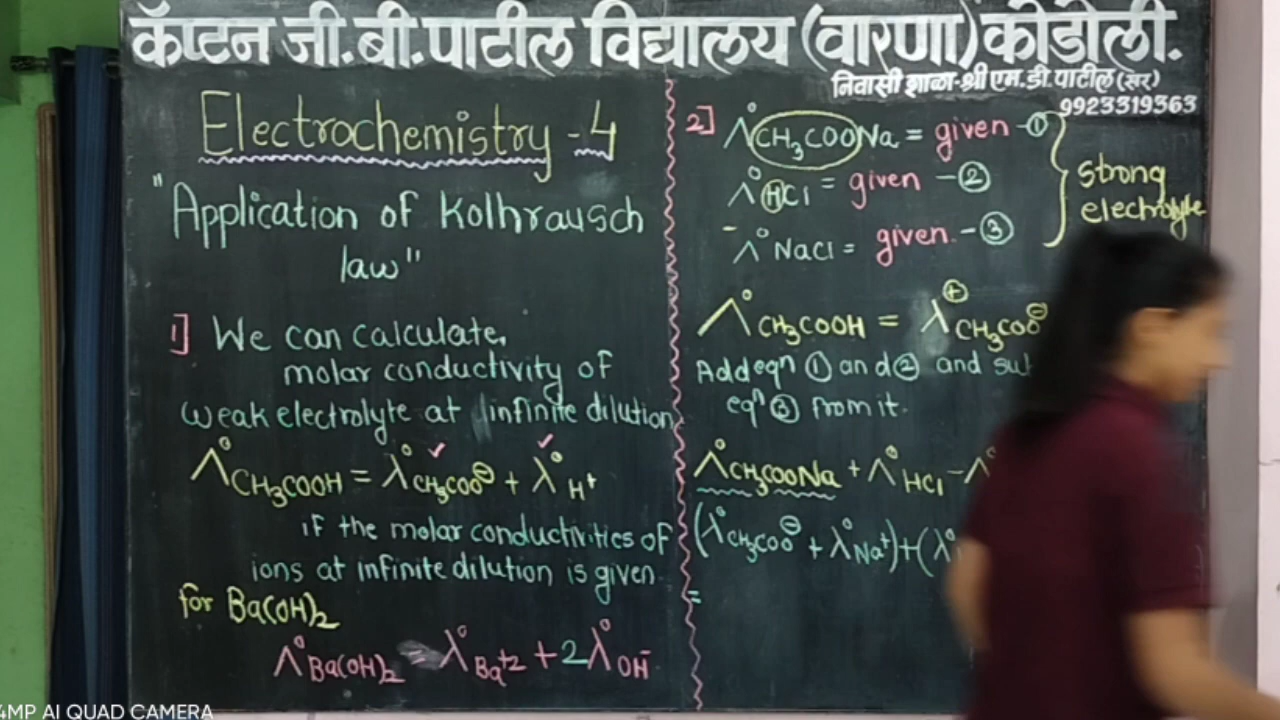 कॅप्टन जी.बी.पाटील विद्यालय (वारणा) कोडोली.
निवासी शाळा-श्री एम.डी.पाटील (सर)
9923319363
Electrochemistry - 4
"Application of Kolhrausch
law"
1] We can calculate.
molar conductivity of
weak electrolyte at infinite dilution
Λ° CH₃COOH = λ° CH₃COO⊖ + λ° H⁺
if the molar conductivities of
ions at infinite dilution is given
for Ba(OH)₂
Λ° Ba(OH)₂ = λ° Ba⁺² + 2λ° OH⁻
2] Λ° CH₃COONa = given - ①
Λ° HCl = given - ②
Λ° NaCl = given. - ③
Strong
electrolyte
Λ° CH₃COOH = λ° ⊕ CH₃COO⊖
Add eqn ① and ② and sub
eqⁿ ③ from it.
Λ° CH₃COONa + Λ° HCl - Λ°
(λ° CH₃COO⊖ + λ° Na⁺) + (λ°
=
4MP AI QUAD CAMERA